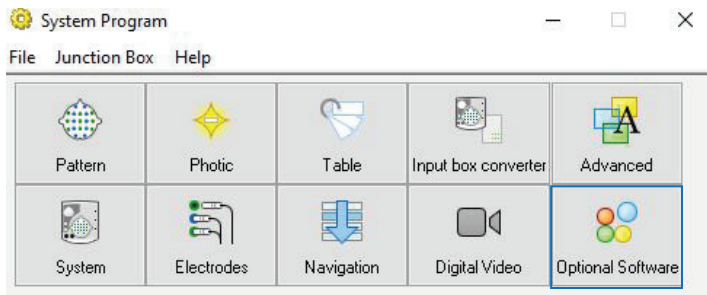 System Program
File Junction Box Help
Pattern Photic Table Input box converter Advanced
System Electrodes Navigation Digital Video Optional Software